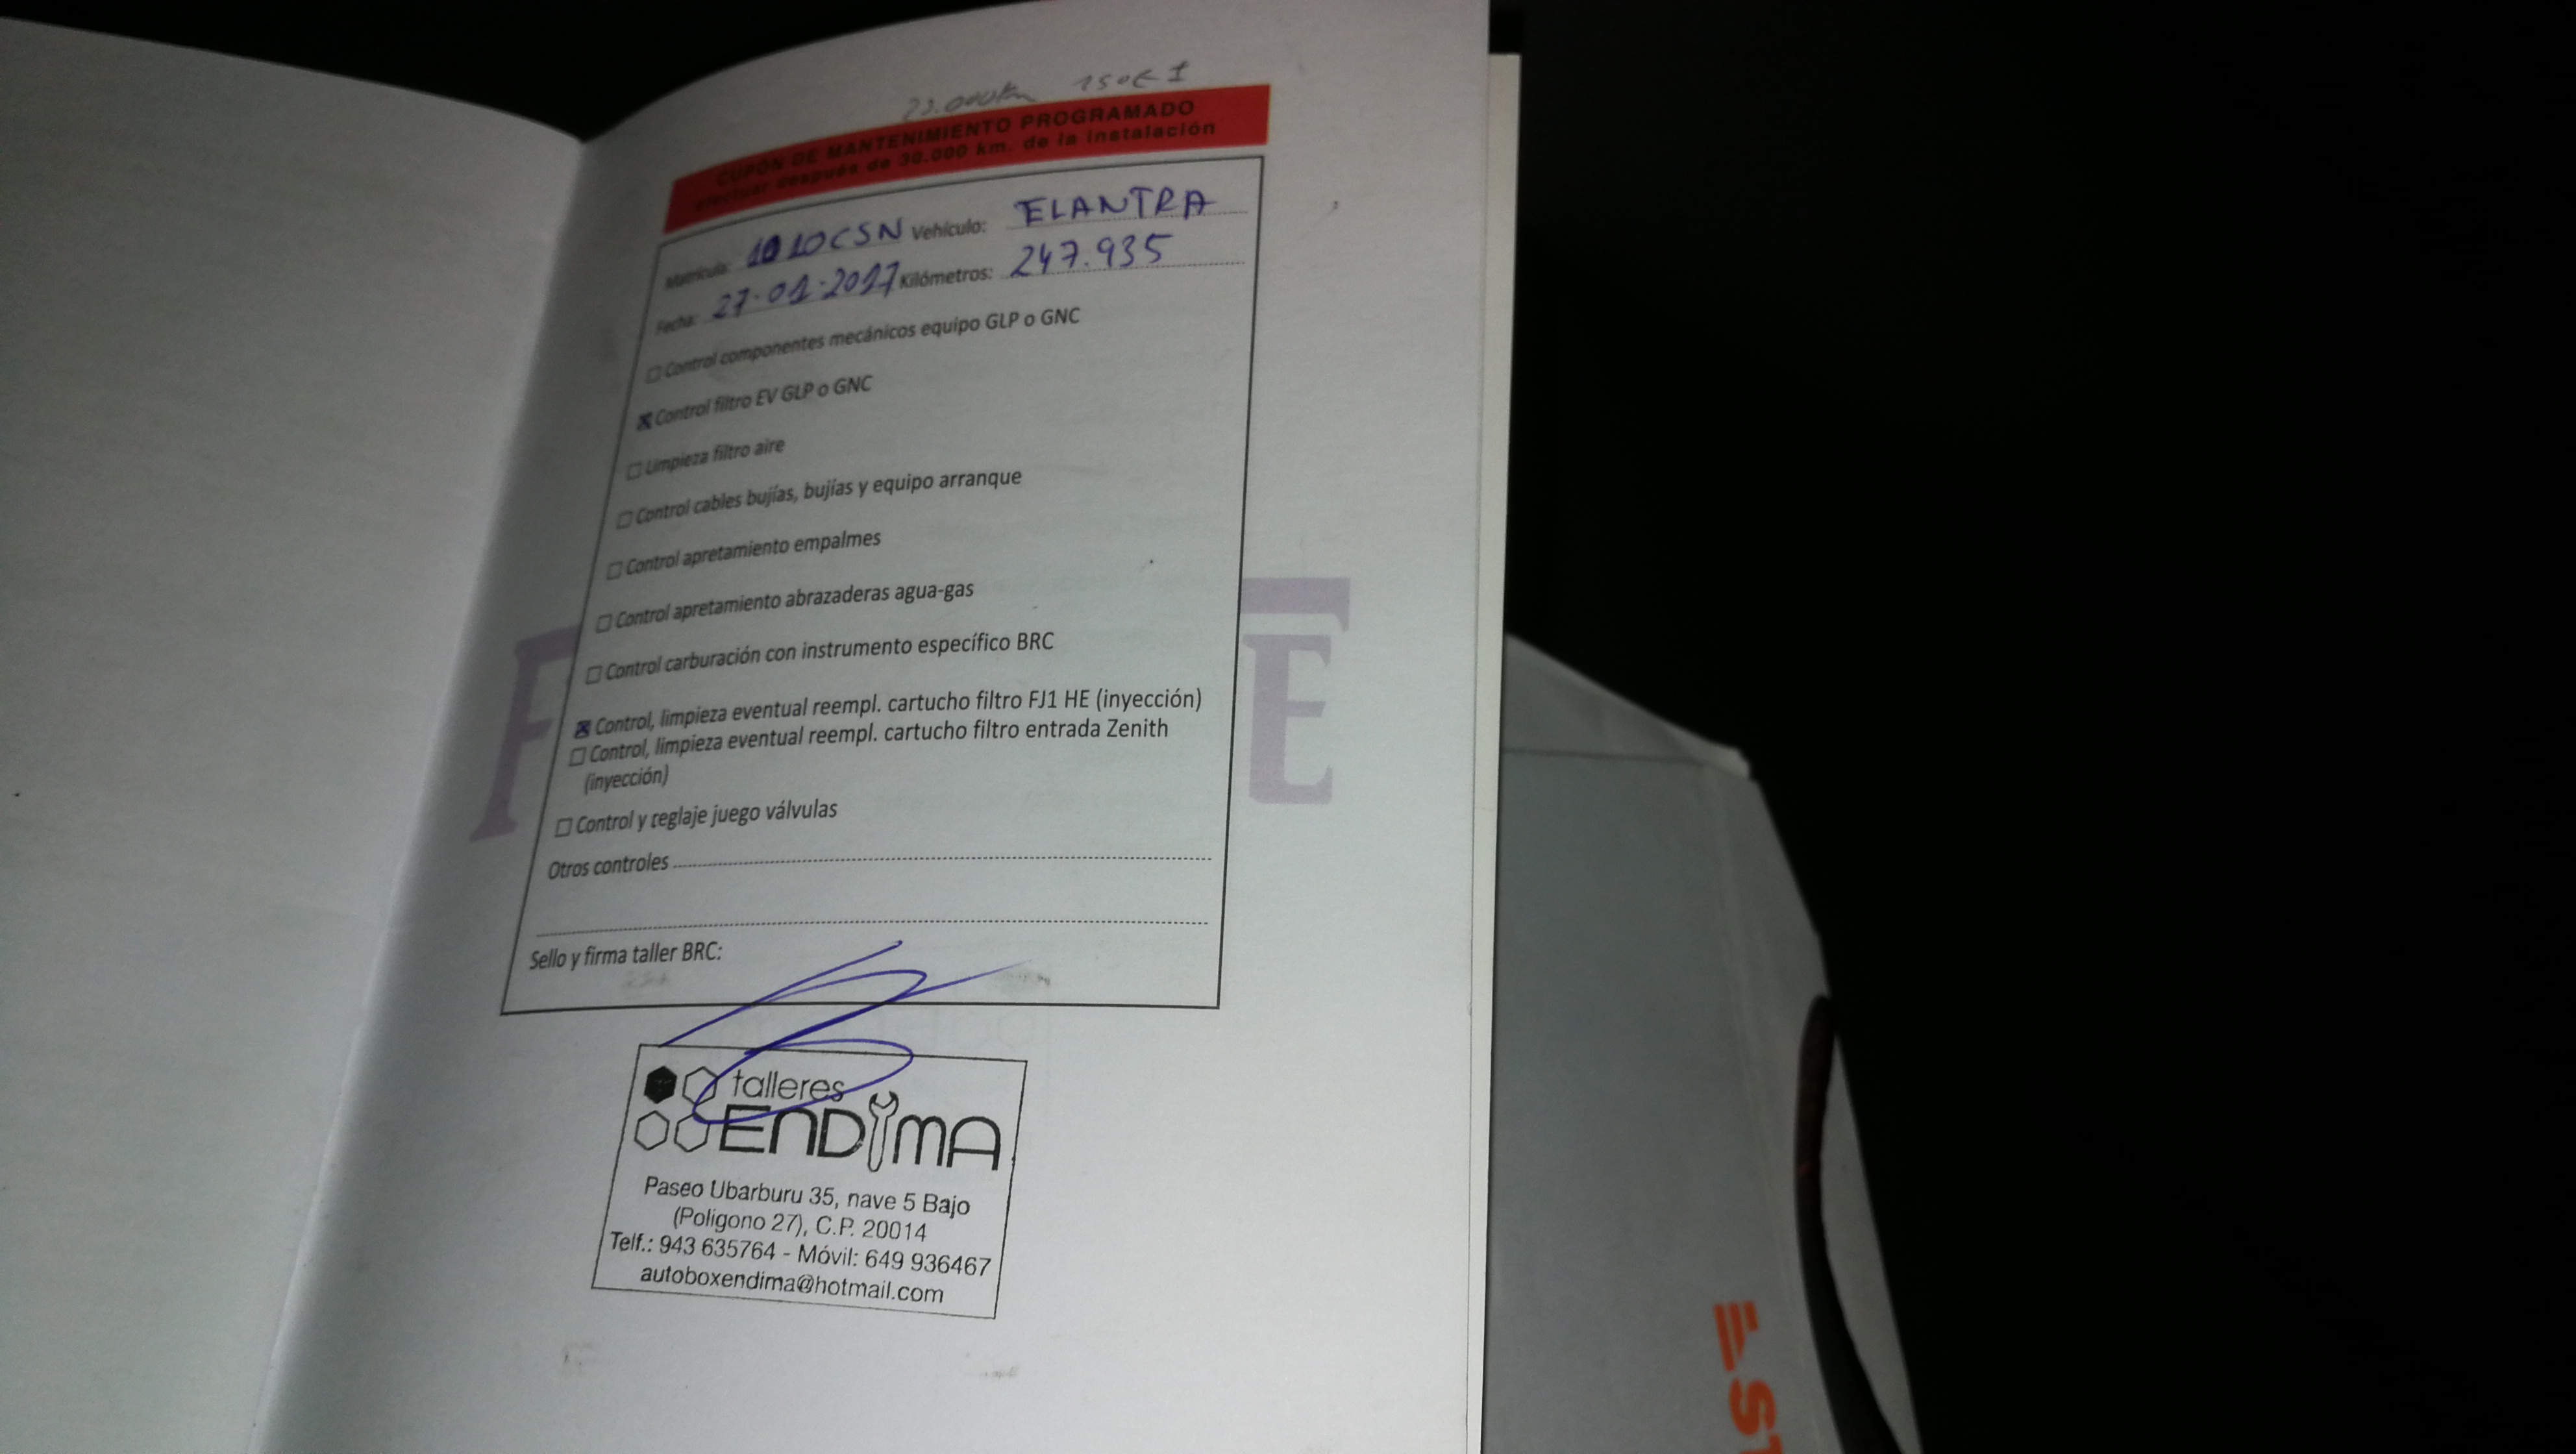 23.000km 150€ I
CUPÓN DE MANTENIMIENTO PROGRAMADO
efectuar después de 30.000 km. de la instalación
Matrícula: 1010CSN Vehículo: ELANTRA
Fecha: 27-01-2017 Kilómetros: 247.935
Control componentes mecánicos equipo GLP o GNC
Control filtro EV GLP o GNC
Limpieza filtro aire
Control cables bujías, bujías y equipo arranque
Control apretamiento empalmes
Control apretamiento abrazaderas agua-gas
Control carburación con instrumento específico BRC
Control, limpieza eventual reempl. cartucho filtro FJ1 HE (inyección)
Control, limpieza eventual reempl. cartucho filtro entrada Zenith
(inyección)
Control y reglaje juego válvulas
Otros controles
Sello y firma taller BRC:
talleres
ENDIMA
Paseo Ubarburu 35, nave 5 Bajo
(Poligono 27), C.P. 20014
Telf.: 943 635764 - Móvil: 649 936467
autoboxendima@hotmail.com